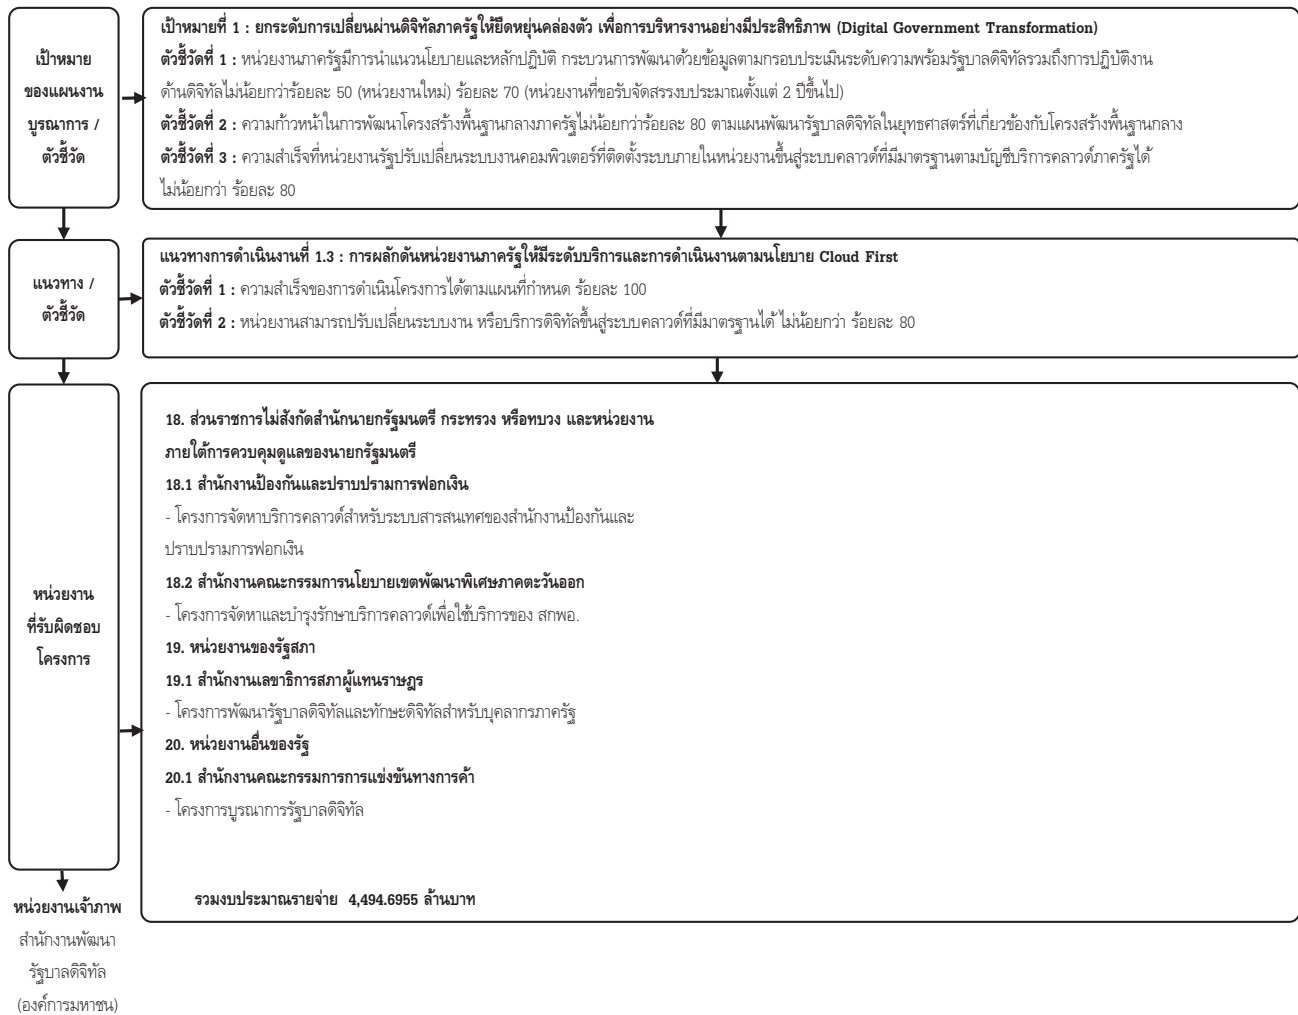 เป้าหมาย
ของแผนงาน
บูรณาการ /
ตัวชี้วัด
เป้าหมายที่ 1 : ยกระดับการเปลี่ยนผ่านดิจิทัลภาครัฐให้ยืดหยุ่นคล่องตัว เพื่อการบริหารงานอย่างมีประสิทธิภาพ (Digital Government Transformation)
ตัวชี้วัดที่ 1 : หน่วยงานภาครัฐมีการนำแนวนโยบายและหลักปฏิบัติ กระบวนการพัฒนาด้วยข้อมูลตามกรอบประเมินระดับความพร้อมรัฐบาลดิจิทัลรวมถึงการปฏิบัติงาน
ด้านดิจิทัลไม่น้อยกว่าร้อยละ 50 (หน่วยงานใหม่) ร้อยละ 70 (หน่วยงานที่ขอรับจัดสรรงบประมาณตั้งแต่ 2 ปีขึ้นไป)
ตัวชี้วัดที่ 2 : ความก้าวหน้าในการพัฒนาโครงสร้างพื้นฐานกลางภาครัฐไม่น้อยกว่าร้อยละ 80 ตามแผนพัฒนารัฐบาลดิจิทัลในยุทธศาสตร์ที่เกี่ยวข้องกับโครงสร้างพื้นฐานกลาง
ตัวชี้วัดที่ 3 : ความสำเร็จที่หน่วยงานรัฐปรับเปลี่ยนระบบงานคอมพิวเตอร์ที่ติดตั้งระบบภายในหน่วยงานขึ้นสู่ระบบคลาวด์ที่มีมาตรฐานตามบัญชีบริการคลาวด์ภาครัฐได้
ไม่น้อยกว่า ร้อยละ 80
แนวทาง /
ตัวชี้วัด
แนวทางการดำเนินงานที่ 1.3 : การผลักดันหน่วยงานภาครัฐให้มีระดับบริการและการดำเนินงานตามนโยบาย Cloud First
ตัวชี้วัดที่ 1 : ความสำเร็จของการดำเนินโครงการได้ตามแผนที่กำหนด ร้อยละ 100
ตัวชี้วัดที่ 2 : หน่วยงานสามารถปรับเปลี่ยนระบบงาน หรือบริการดิจิทัลขึ้นสู่ระบบคลาวด์ที่มีมาตรฐานได้ ไม่น้อยกว่า ร้อยละ 80
หน่วยงาน
ที่รับผิดชอบ
โครงการ
18. ส่วนราชการไม่สังกัดสำนักนายกรัฐมนตรี กระทรวง หรือทบวง และหน่วยงาน
ภายใต้การควบคุมดูแลของนายกรัฐมนตรี
18.1 สำนักงานป้องกันและปราบปรามการฟอกเงิน
- โครงการจัดหาบริการคลาวด์สำหรับระบบสารสนเทศของสำนักงานป้องกันและ
ปราบปรามการฟอกเงิน
18.2 สำนักงานคณะกรรมการนโยบายเขตพัฒนาพิเศษภาคตะวันออก
- โครงการจัดหาและบำรุงรักษาบริการคลาวด์เพื่อใช้บริการของ สกพอ.
19. หน่วยงานของรัฐสภา
19.1 สำนักงานเลขาธิการสภาผู้แทนราษฎร
- โครงการพัฒนารัฐบาลดิจิทัลและทักษะดิจิทัลสำหรับบุคลากรภาครัฐ
20. หน่วยงานอื่นของรัฐ
20.1 สำนักงานคณะกรรมการการแข่งขันทางการค้า
- โครงการบูรณาการรัฐบาลดิจิทัล
รวมงบประมาณรายจ่าย 4,494.6955 ล้านบาท
หน่วยงานเจ้าภาพ
สำนักงานพัฒนา
รัฐบาลดิจิทัล
(องค์การมหาชน)